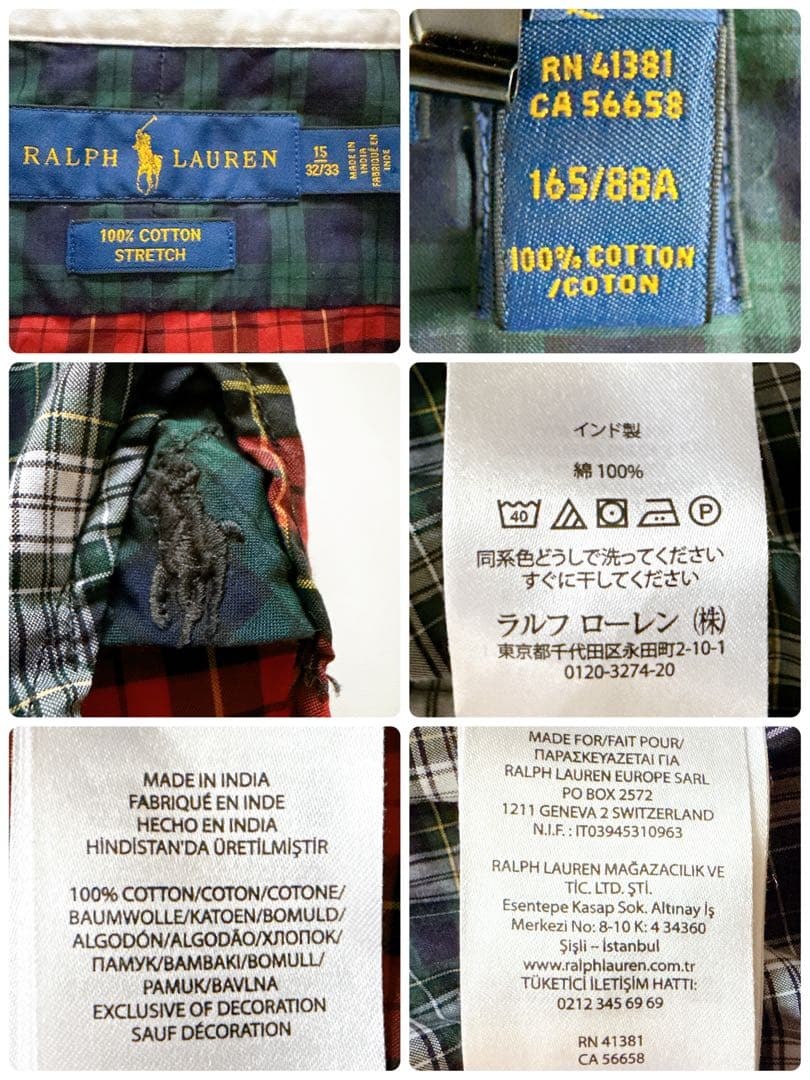 RALPH LAUREN
15
32/33
MADE IN
INDIA
FABRIQUÉ EN
INDE
100% COTTON
STRETCH
RN 41381
CA 56658
165/88A
100% COTTON
/COTON
インド製
綿 100%
40
P
同系色どうしで洗ってください
すぐに干してください
ラルフ ローレン (株)
東京都千代田区永田町2-10-1
0120-3274-20
MADE IN INDIA
FABRIQUÉ EN INDE
HECHO EN INDIA
HİNDİSTAN'DA ÜRETİLMİŞTİR
100% COTTON/COTON/COTONE/
BAUMWOLLE/KATOEN/BOMULD/
ALGODÓN/ALGODÃO/ХЛОПОК/
ПАМУК/BAMBAKI/BOMULL/
PAMUK/BAVLNA
EXCLUSIVE OF DECORATION
SAUF DÉCORATION
MADE FOR/FAIT POUR/
ΠΑΡΑΣΚΕΥΑΖΕΤΑΙ ΓΙΑ
RALPH LAUREN EUROPE SARL
PO BOX 2572
1211 GENEVA 2 SWITZERLAND
N.I.F. : IT03945310963
RALPH LAUREN MAĞAZACILIK VE
TİC. LTD. ŞTİ.
Esentepe Kasap Sok. Altınay İş
Merkezi No: 8-10 K: 4 34360
Şişli – İstanbul
www.ralphlauren.com.tr
TÜKETİCİ İLETİŞİM HATTI:
0212 345 69 69
RN 41381
CA 56658